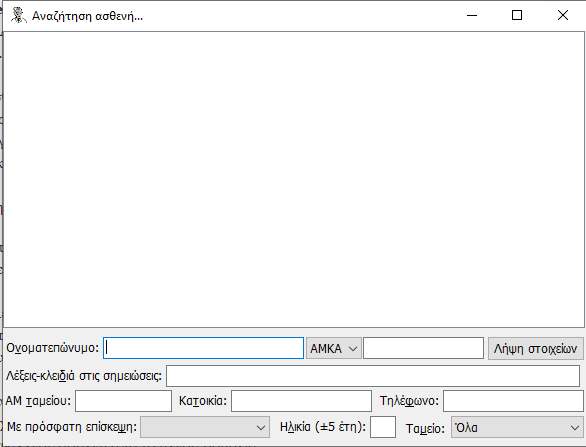 Αναζήτηση ασθενή...
Ονοματεπώνυμο: ΑΜΚΑ Λήψη στοιχείων
Λέξεις-κλειδιά στις σημειώσεις:
ΑΜ ταμείου: Κατοικία: Τηλέφωνο:
Με πρόσφατη επίσκεψη: Ηλικία (±5 έτη): Ταμείο: Όλα